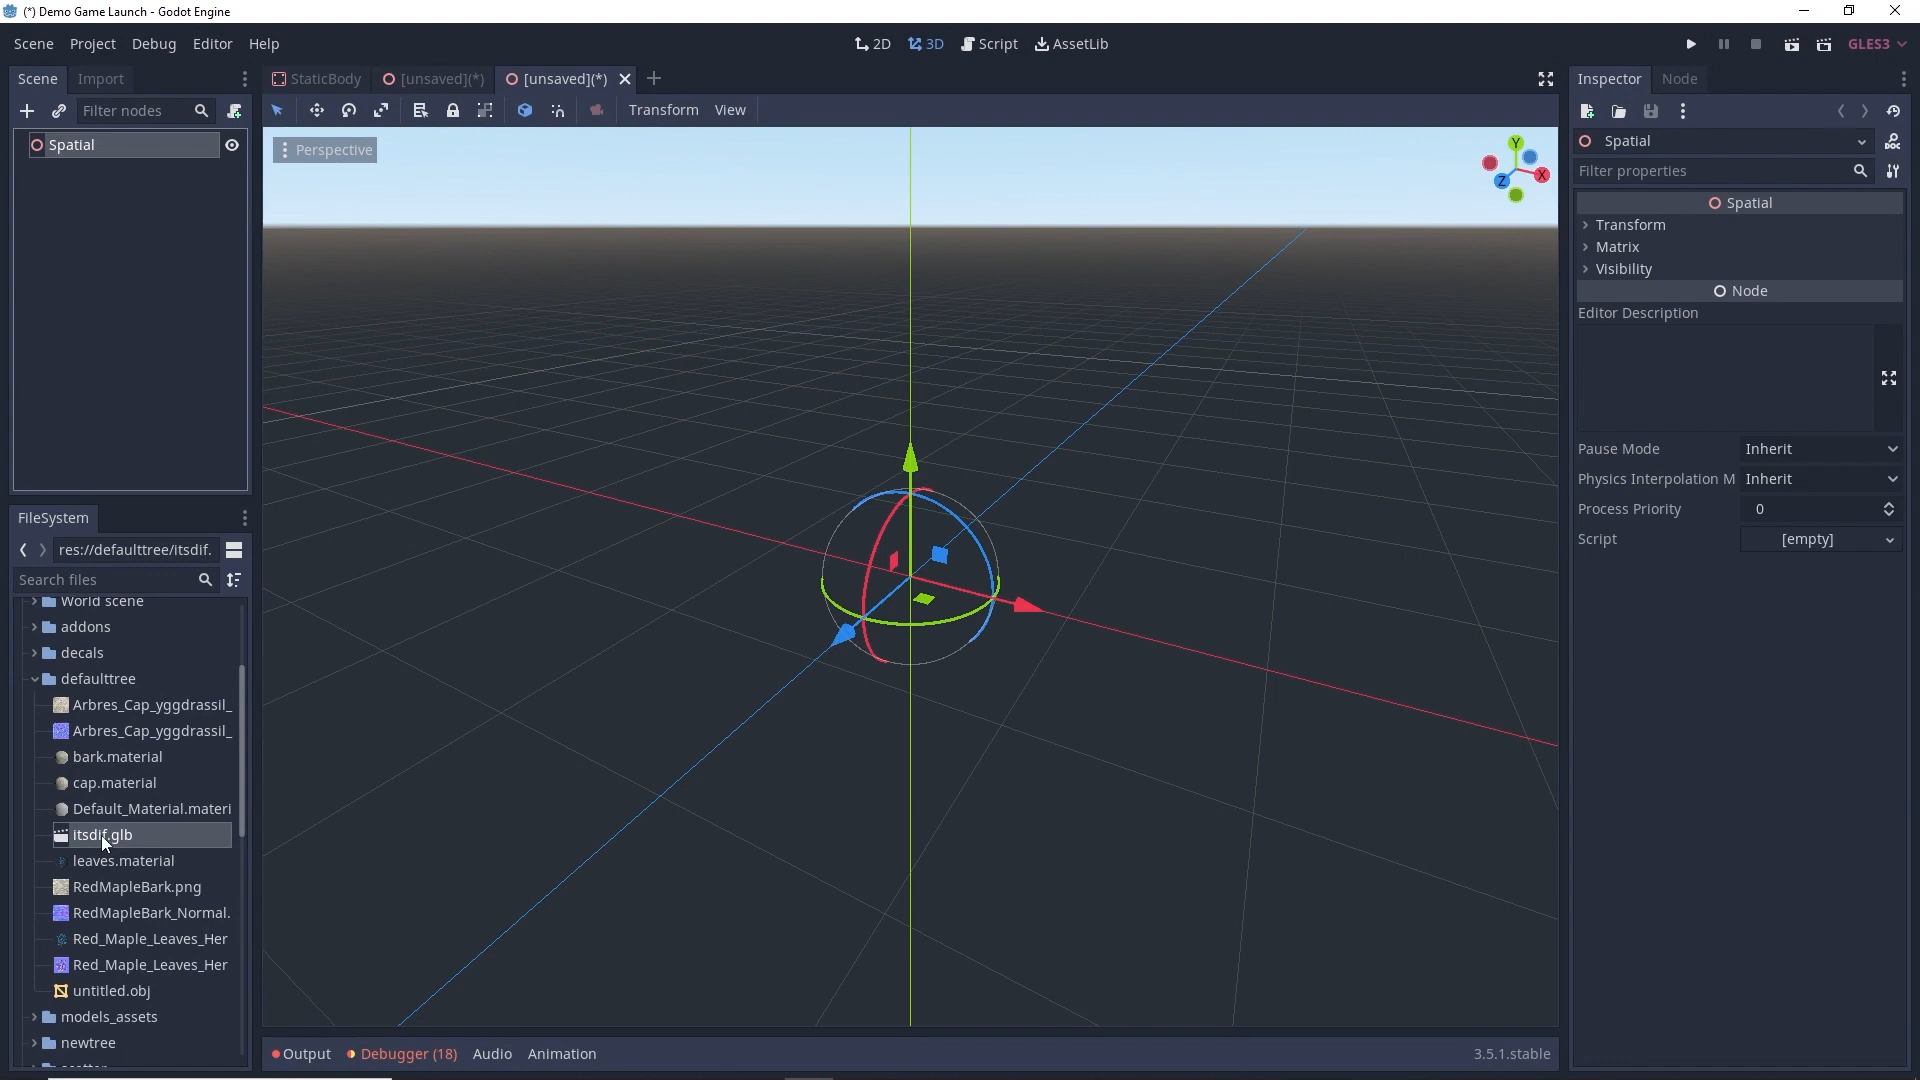 (*) Demo Game Launch - Godot Engine
Scene Project Debug Editor Help
2D 3D Script AssetLib
GLES3
Scene Import
StaticBody [unsaved](*) [unsaved](*)
Inspector Node
Filter nodes
Transform View
Spatial
Perspective
Y
X
Z
Spatial
Filter properties
Spatial
Transform
Matrix
Visibility
Node
Editor Description
Pause Mode Inherit
Physics Interpolation M Inherit
Process Priority 0
Script [empty]
FileSystem
res://defaulttree/itsdif.
Search files
World scene
addons
decals
defaulttree
Arbres_Cap_yggdrassil_
Arbres_Cap_yggdrassil_
bark.material
cap.material
Default_Material.materi
itsdif.glb
leaves.material
RedMapleBark.png
RedMapleBark_Normal.
Red_Maple_Leaves_Her
Red_Maple_Leaves_Her
untitled.obj
models_assets
newtree
Output Debugger (18) Audio Animation
3.5.1.stable